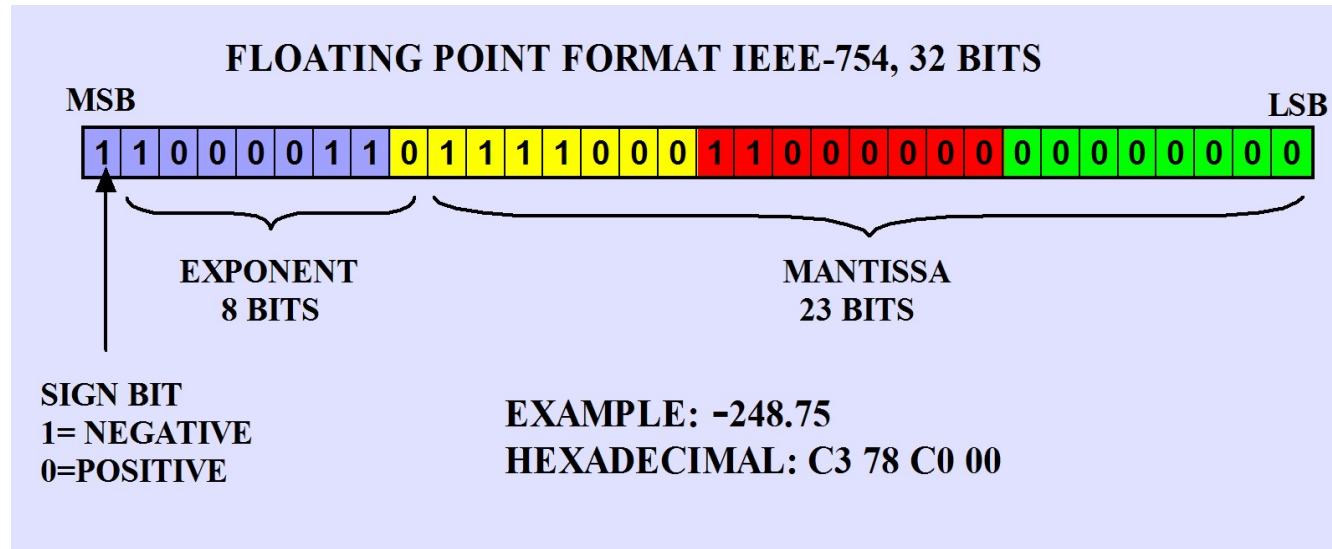 FLOATING POINT FORMAT IEEE-754, 32 BITS
MSB LSB
1 1 0 0 0 0 1 1 0 1 1 1 1 0 0 0 1 1 0 0 0 0 0 0 0 0 0 0 0 0 0 0
EXPONENT
8 BITS
MANTISSA
23 BITS
SIGN BIT
1= NEGATIVE
0=POSITIVE
EXAMPLE: -248.75
HEXADECIMAL: C3 78 C0 00